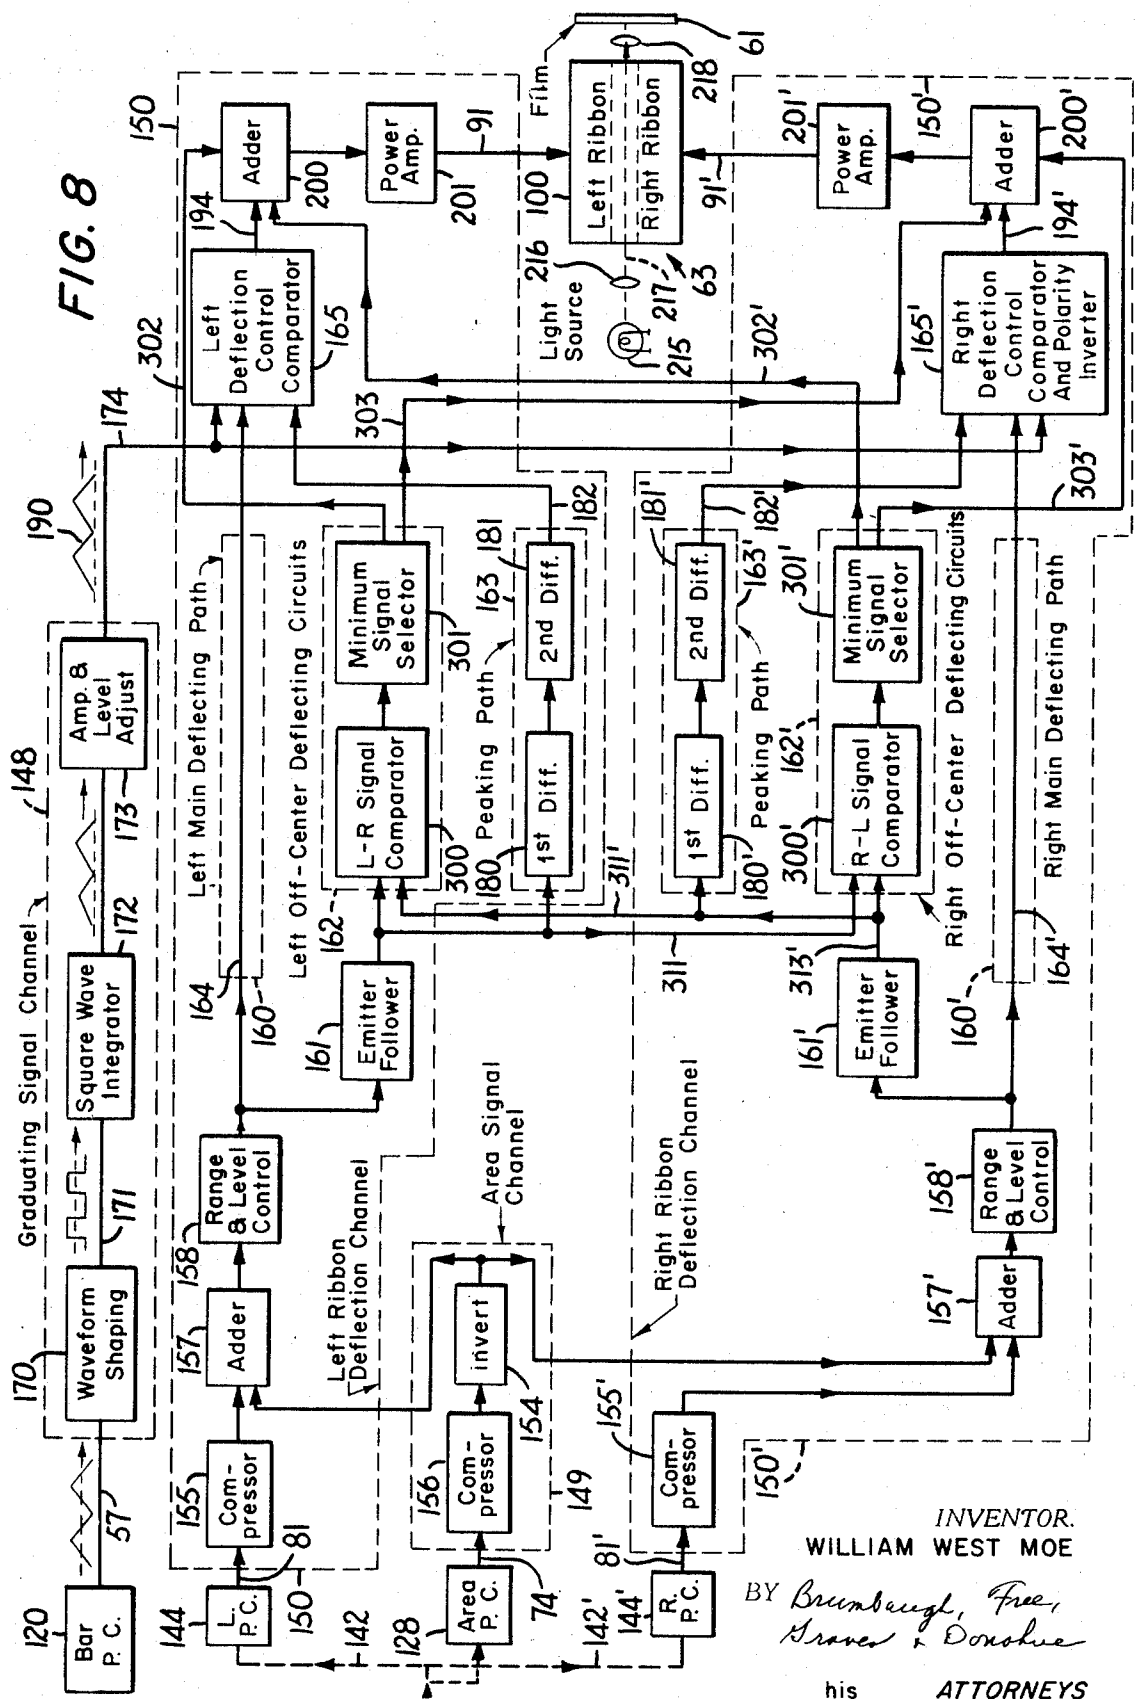 FIG. 8
Graduating Signal Channel
148
120
Bar
P. C.
57
170
Waveform
Shaping
171
Square Wave
Integrator
172
Amp. &
Level
Adjust
173
190
174
150
144
L.
P.C.
81
155
Com-
pressor
157
Adder
158
Range
& Level
Control
164
160
Left Main Deflecting Path
302
Left
Deflection
Control
Comparator
165
194
Adder
200
Power
Amp.
201
91
161
Emitter
Follower
162
Left Off-Center Deflecting Circuits
L-R Signal
Comparator
300
Minimum
Signal
Selector
301
303
180
Peaking Path
163
181
1st Diff.
2nd Diff.
182
150
Left Ribbon
Deflection Channel
142
128
Area
P. C.
74
156
Com-
pressor
154
invert
149
Area Signal
Channel
311
311'
Light
Source
215
216
217
63
100
Left Ribbon
Right Ribbon
Film
218
61
91'
142'
144'
R.
P.C.
81'
155'
Com-
pressor
150'
Right Ribbon
Deflection Channel
157'
Adder
158'
Range
& Level
Control
161'
Emitter
Follower
313'
1st Diff.
180'
2nd Diff.
181'
182'
163'
Peaking Path
162'
R-L Signal
Comparator
300'
Minimum
Signal
Selector
301'
302'
Right Off-Center Deflecting Circuits
303'
160'
164'
Right Main Deflecting Path
165'
Right
Deflection
Control
Comparator
And Polarity
Inverter
194'
Adder
200'
Power
Amp.
201'
150'
INVENTOR.
WILLIAM WEST MOE
BY Brumbaugh, Free,
Graves & Donohue
his ATTORNEYS